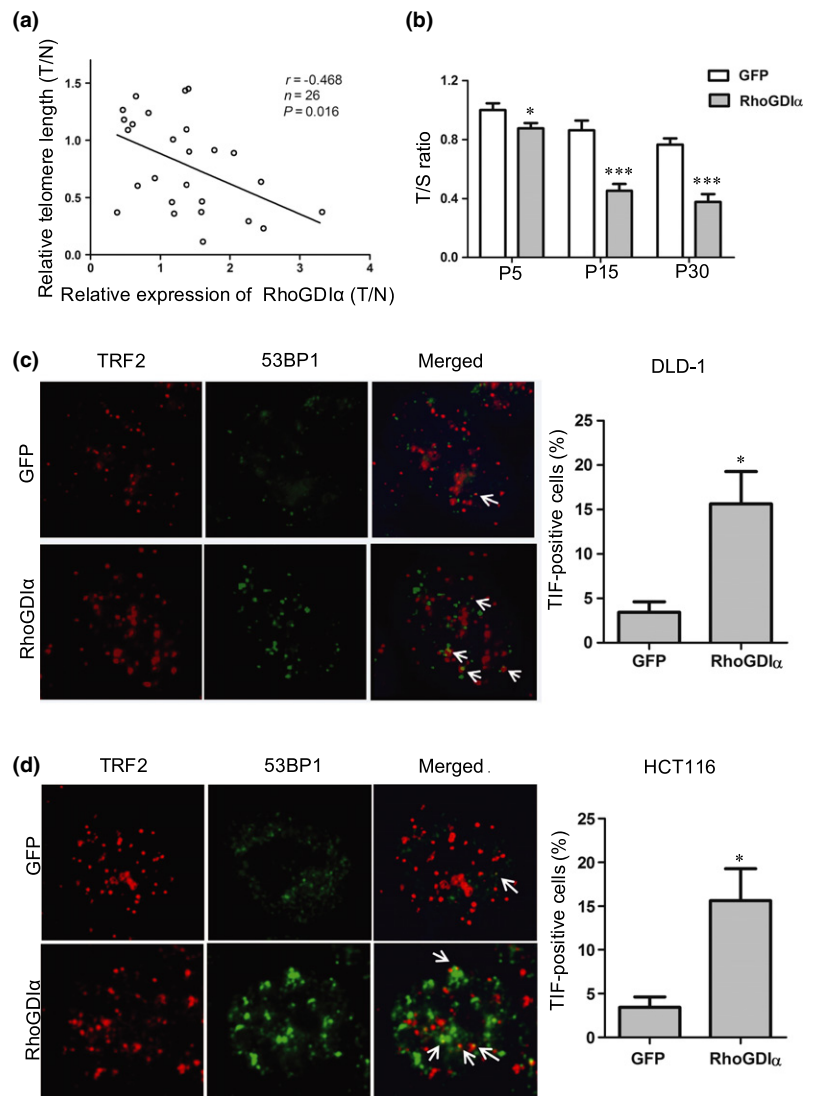 (a)
Relative telomere length (T/N)
1.5
1.0
0.5
0.0
0 1 2 3 4
r = -0.468
n = 26
P = 0.016
Relative expression of RhoGDIα (T/N)
(b)
T/S ratio
1.2
0.8
0.4
0.0
GFP
RhoGDIα
*
***
***
P5 P15 P30
(c)
TRF2 53BP1 Merged
GFP
RhoGDIα
DLD-1
TIF-positive cells (%)
25
20
15
10
5
0
*
GFP RhoGDIα
(d)
TRF2 53BP1 Merged .
GFP
RhoGDIα
HCT116
TIF-positive cells (%)
25
20
15
10
5
0
*
GFP RhoGDIα